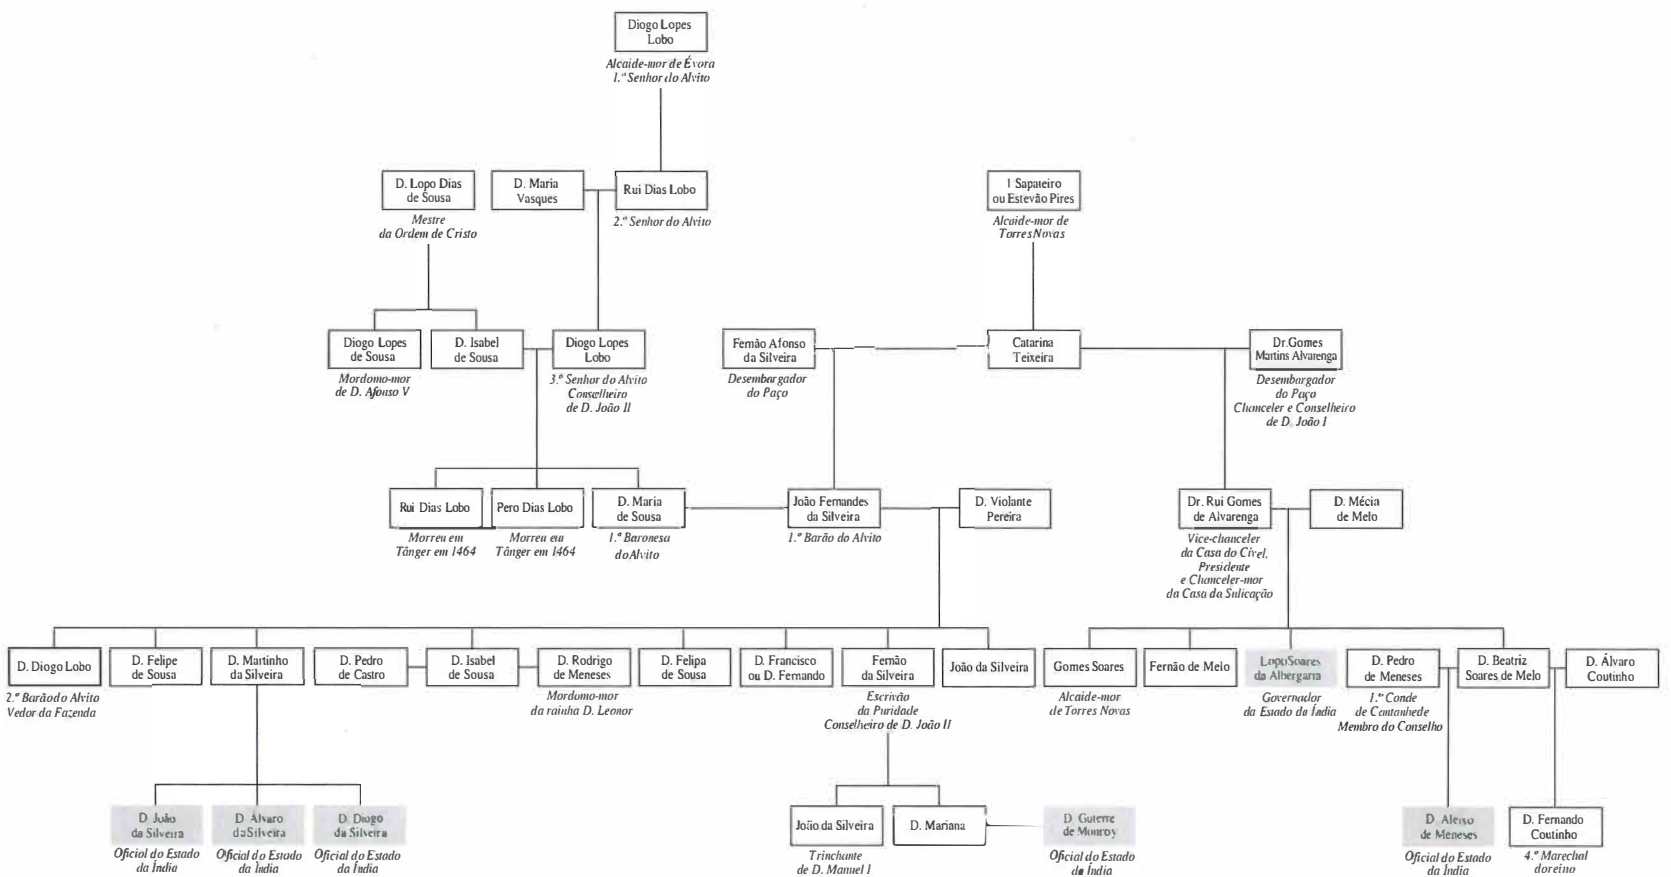 Diogo Lopes
Lobo
Alcaide-mor de Évora
1.º Senhor do Alvito
D. Lopo Dias
de Sousa
Mestre
da Ordem de Cristo
D. Maria
Vasques
Rui Dias Lobo
2.º Senhor do Alvito
1 Sapateiro
ou Estevão Pires
Alcaide-mor de
Torres Novas
Diogo Lopes
de Sousa
Mordomo-mor
de D. Afonso V
D. Isabel
de Sousa
Diogo Lopes
Lobo
3.º Senhor do Alvito
Conselheiro
de D. João II
Fernão Afonso
da Silveira
Desembargador
do Paço
Catarina
Teixeira
Dr. Gomes
Martins Alvarenga
Desembargador
do Paço
Chanceler e Conselheiro
de D. João I
Rui Dias Lobo
Morreu em
Tânger em 1464
Pero Dias Lobo
Morreu em
Tânger em 1464
D. Maria
de Sousa
1.ª Baronesa
do Alvito
João Fernandes
da Silveira
1.º Barão do Alvito
D. Violante
Pereira
Dr. Rui Gomes
de Alvarenga
Vice-chanceler
da Casa do Cível,
Presidente
e Chanceler-mor
da Casa da Sulicação
D. Mécia
de Melo
D. Diogo Lobo
2.º Barão do Alvito
Vedor da Fazenda
D. Felipe
de Sousa
D. Martinho
da Silveira
D. Pedro
de Castro
D. Isabel
de Sousa
D. Rodrigo
de Meneses
Mordomo-mor
da rainha D. Leonor
D. Felipa
de Sousa
D. Francisco
ou D. Fernando
Fernão
da Silveira
Escrivão
da Puridade
Conselheiro de D. João II
João da Silveira
Gomes Soares
Alcaide-mor
de Torres Novas
Fernão de Melo
Lopo Soares
da Albergaria
Governador
da Estado da Índia
D. Pedro
de Meneses
1.º Conde
de Cantanhede
Membro do Conselho
D. Beatriz
Soares de Melo
D. Álvaro
Coutinho
D. João
da Silveira
Oficial do Estado
da Índia
D. Álvaro
da Silveira
Oficial do Estado
da Índia
D. Diogo
da Silveira
Oficial do Estado
da Índia
João da Silveira
Trinchante
de D. Manuel I
D. Mariana
D. Guterre
de Monroy
Oficial do Estado
da Índia
D. Aleixo
de Meneses
Oficial do Estado
da Índia
D. Fernando
Coutinho
4.º Marechal
do reino